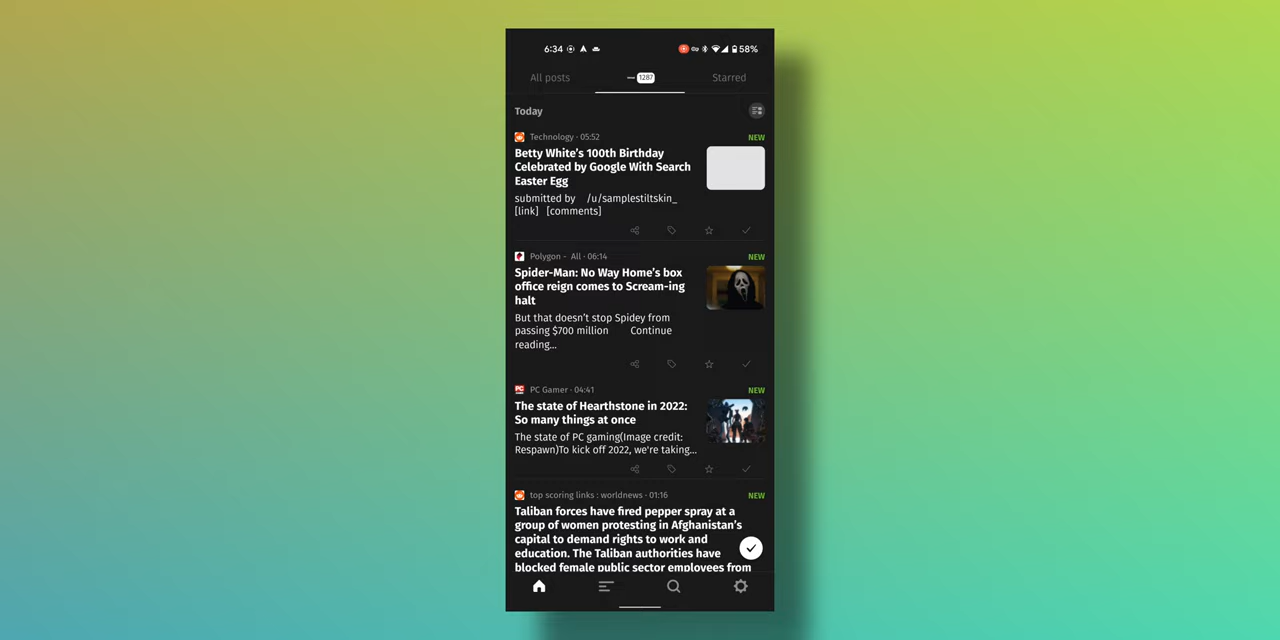 6:34 58%
All posts 1287 Starred
Today
Technology · 05:52 NEW
Betty White's 100th Birthday
Celebrated by Google With Search
Easter Egg
submitted by /u/samplestiltskin_
[link] [comments]
Polygon - All · 06:14 NEW
Spider-Man: No Way Home's box
office reign comes to Scream-ing
halt
But that doesn't stop Spidey from
passing $700 million Continue
reading...
PC PC Gamer · 04:41 NEW
The state of Hearthstone in 2022:
So many things at once
The state of PC gaming(Image credit:
Respawn)To kick off 2022, we're taking...
top scoring links : worldnews · 01:16 NEW
Taliban forces have fired pepper spray at a
group of women protesting in Afghanistan's
capital to demand rights to work and
education. The Taliban authorities have
blocked female public sector employees from